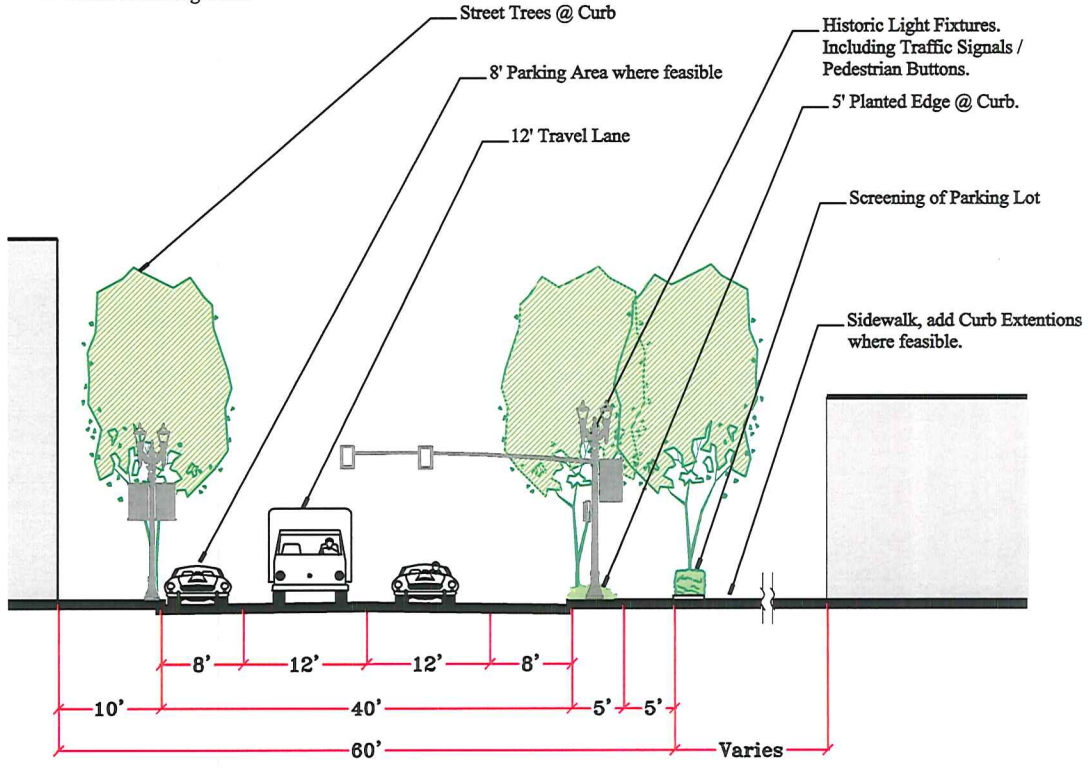 Street Trees @ Curb
8' Parking Area where feasible
12' Travel Lane
Historic Light Fixtures.
Including Traffic Signals /
Pedestrian Buttons.
5' Planted Edge @ Curb.
Screening of Parking Lot
Sidewalk, add Curb Extentions
where feasible.
8' 12' 12' 8'
10' 40' 5' 5'
60' Varies